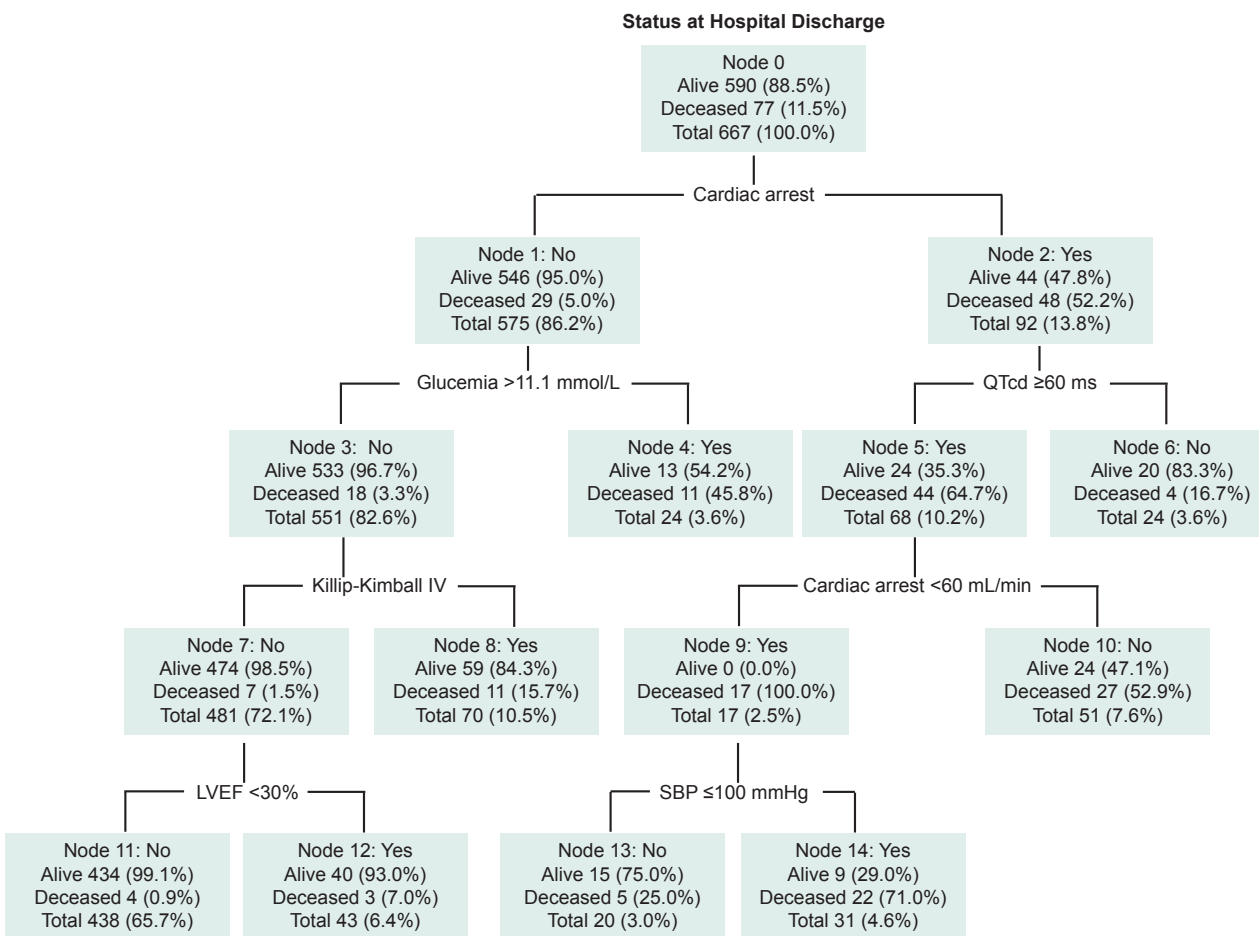 Status at Hospital Discharge
Node 0
Alive 590 (88.5%)
Deceased 77 (11.5%)
Total 667 (100.0%)
Cardiac arrest
Node 1: No
Alive 546 (95.0%)
Deceased 29 (5.0%)
Total 575 (86.2%)
Node 2: Yes
Alive 44 (47.8%)
Deceased 48 (52.2%)
Total 92 (13.8%)
Glucemia >11.1 mmol/L
QTcd ≥60 ms
Node 3: No
Alive 533 (96.7%)
Deceased 18 (3.3%)
Total 551 (82.6%)
Node 4: Yes
Alive 13 (54.2%)
Deceased 11 (45.8%)
Total 24 (3.6%)
Node 5: Yes
Alive 24 (35.3%)
Deceased 44 (64.7%)
Total 68 (10.2%)
Node 6: No
Alive 20 (83.3%)
Deceased 4 (16.7%)
Total 24 (3.6%)
Killip-Kimball IV
Cardiac arrest <60 mL/min
Node 7: No
Alive 474 (98.5%)
Deceased 7 (1.5%)
Total 481 (72.1%)
Node 8: Yes
Alive 59 (84.3%)
Deceased 11 (15.7%)
Total 70 (10.5%)
Node 9: Yes
Alive 0 (0.0%)
Deceased 17 (100.0%)
Total 17 (2.5%)
Node 10: No
Alive 24 (47.1%)
Deceased 27 (52.9%)
Total 51 (7.6%)
LVEF <30%
SBP ≤100 mmHg
Node 11: No
Alive 434 (99.1%)
Deceased 4 (0.9%)
Total 438 (65.7%)
Node 12: Yes
Alive 40 (93.0%)
Deceased 3 (7.0%)
Total 43 (6.4%)
Node 13: No
Alive 15 (75.0%)
Deceased 5 (25.0%)
Total 20 (3.0%)
Node 14: Yes
Alive 9 (29.0%)
Deceased 22 (71.0%)
Total 31 (4.6%)